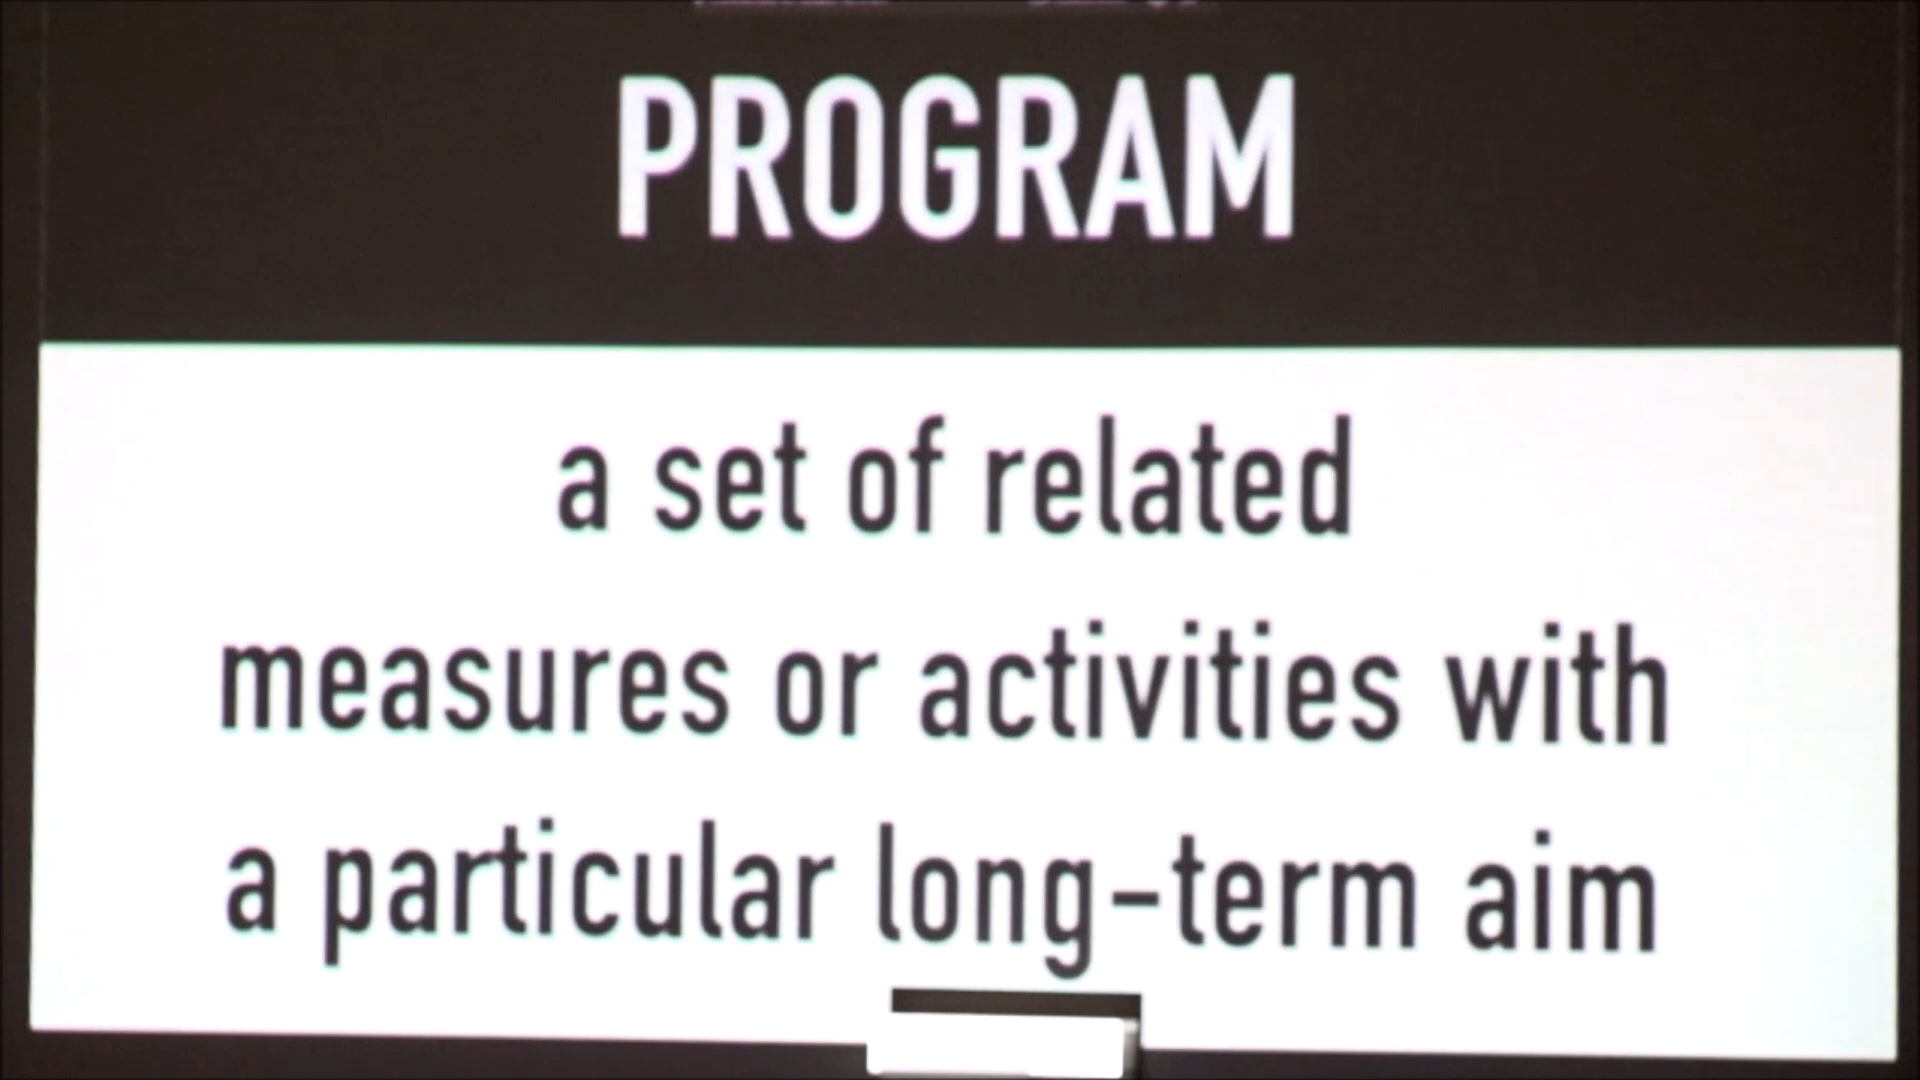 PROGRAM
a set of related
measures or activities with
a particular long-term aim